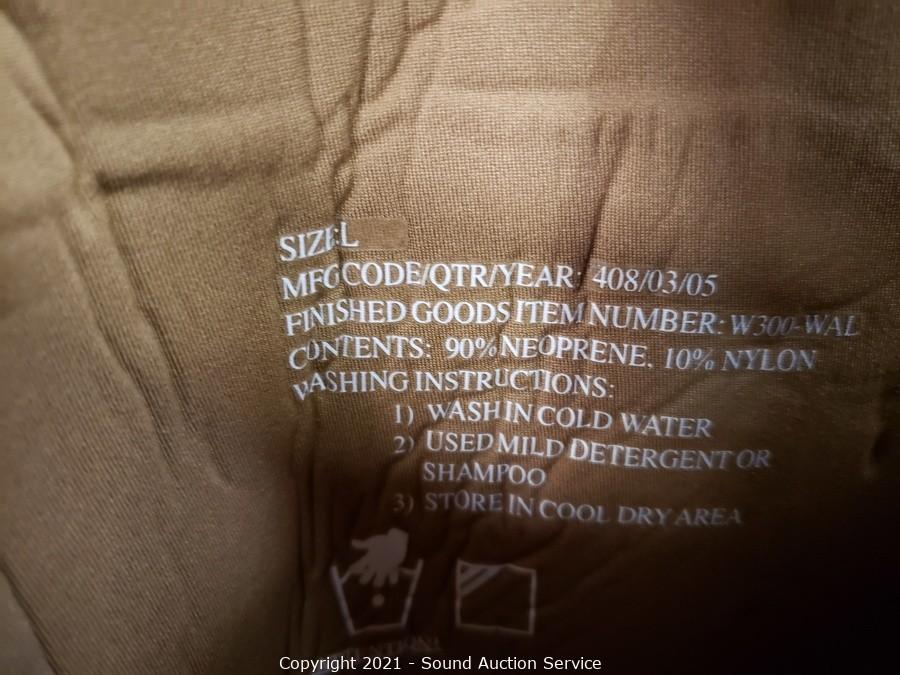 SIZE:L
MFG CODE/QTR/YEAR: 408/03/05
FINISHED GOODS ITEM NUMBER: W300-WAL
CONTENTS: 90% NEOPRENE, 10% NYLON
WASHING INSTRUCTIONS:
1) WASH IN COLD WATER
2) USED MILD DETERGENT OR
SHAMPOO
3) STORE IN COOL DRY AREA
Copyright 2021 - Sound Auction Service